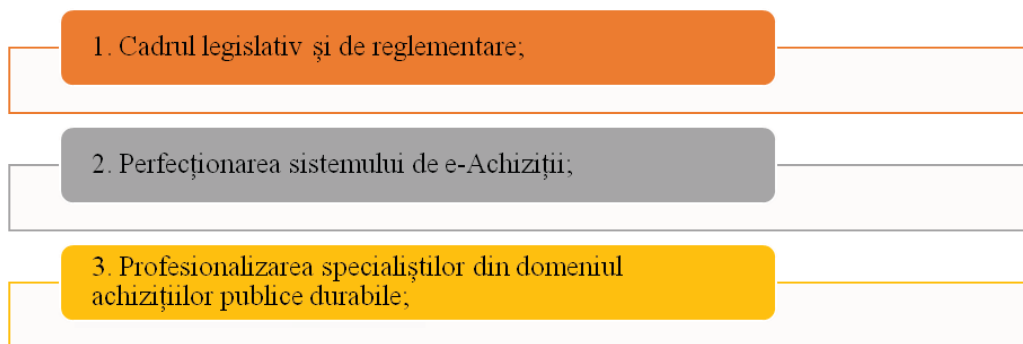 1. Cadrul legislativ și de reglementare;
2. Perfecționarea sistemului de e-Achiziții;
3. Profesionalizarea specialiștilor din domeniul
achizițiilor publice durabile;